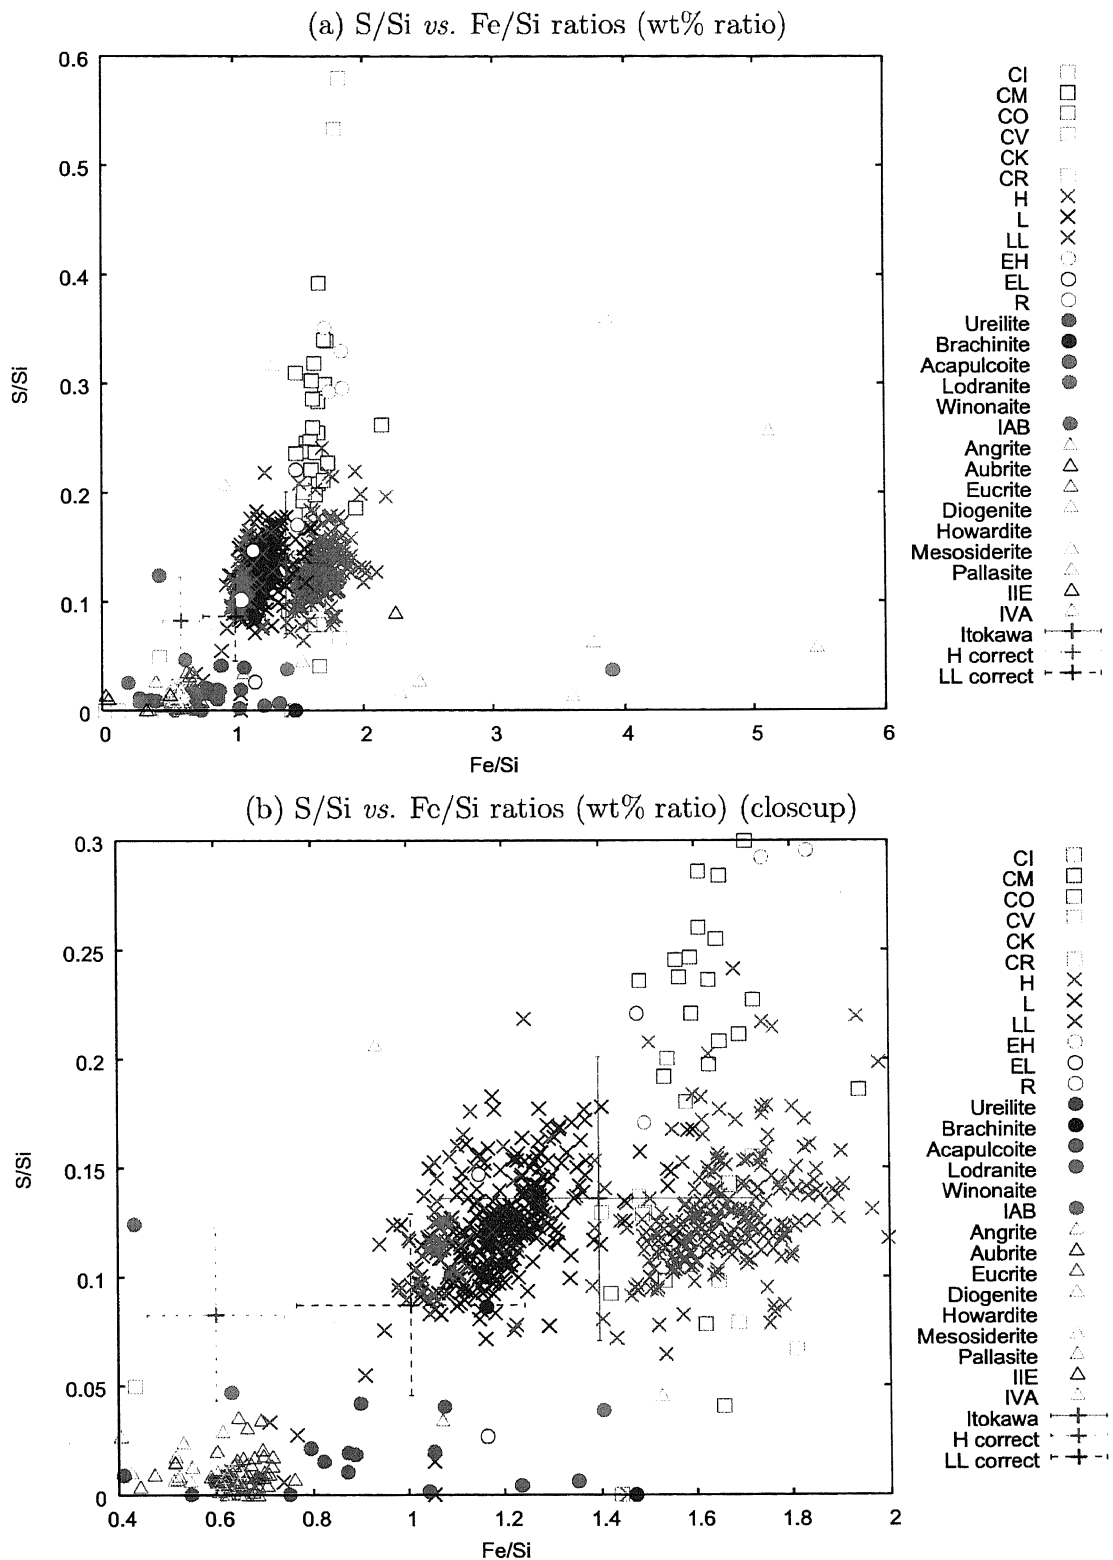 (a) S/Si vs. Fe/Si ratios (wt% ratio)
0.6
0.5
0.4
0.3
0.2
0.1
0
S/Si
0 1 2 3 4 5 6
Fe/Si
CI
CM
CO
CV
CK
CR
H
L
LL
EH
EL
R
Ureilite
Brachinite
Acapulcoite
Lodranite
Winonaite
IAB
Angrite
Aubrite
Eucrite
Diogenite
Howardite
Mesosiderite
Pallasite
IIE
IVA
Itokawa
H correct
LL correct
(b) S/Si vs. Fe/Si ratios (wt% ratio) (closeup)
0.3
0.25
0.2
0.15
0.1
0.05
0
S/Si
0.4 0.6 0.8 1 1.2 1.4 1.6 1.8 2
Fe/Si
CI
CM
CO
CV
CK
CR
H
L
LL
EH
EL
R
Ureilite
Brachinite
Acapulcoite
Lodranite
Winonaite
IAB
Angrite
Aubrite
Eucrite
Diogenite
Howardite
Mesosiderite
Pallasite
IIE
IVA
Itokawa
H correct
LL correct